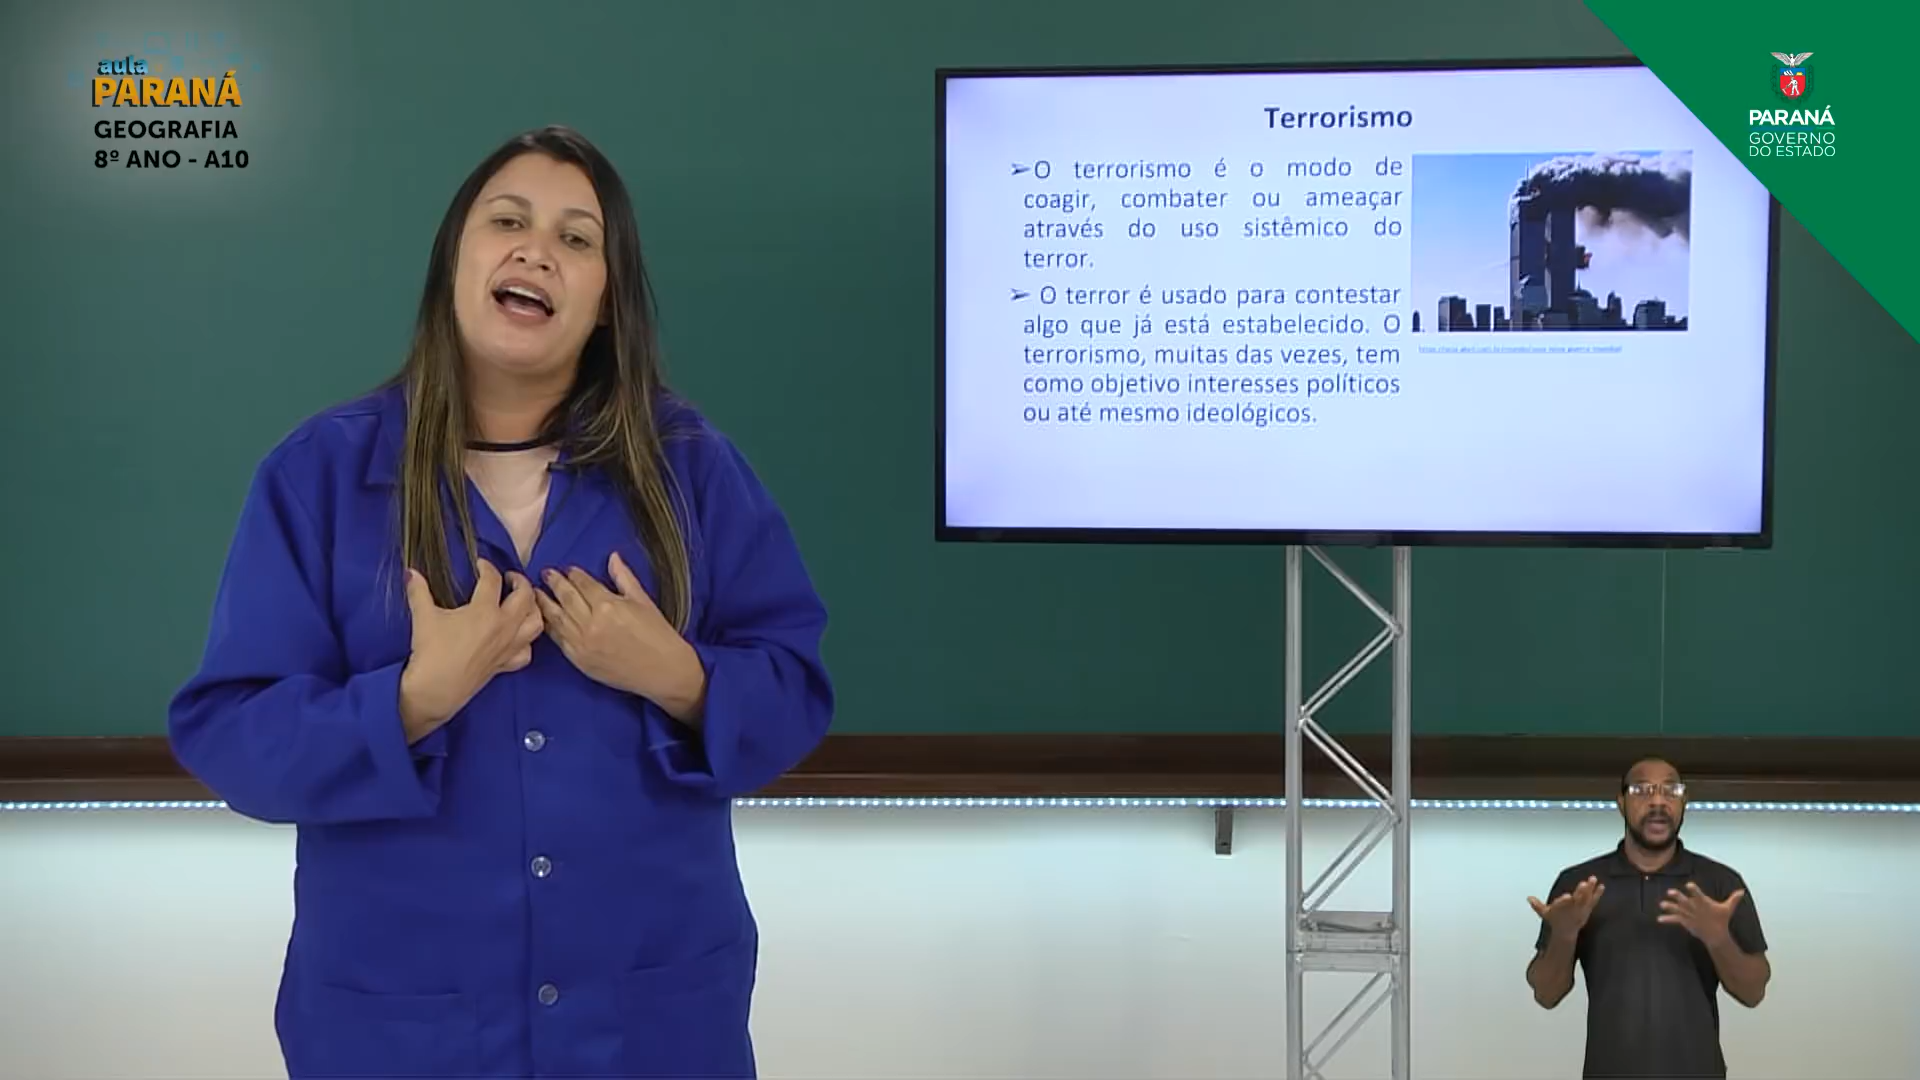 aula
PARANÁ
GEOGRAFIA
8º ANO - A10
Terrorismo
➢O terrorismo é o modo de
coagir, combater ou ameaçar
através do uso sistêmico do
terror.
➢ O terror é usado para contestar
algo que já está estabelecido. O
terrorismo, muitas das vezes, tem
como objetivo interesses políticos
ou até mesmo ideológicos.
PARANÁ
GOVERNO
DO ESTADO